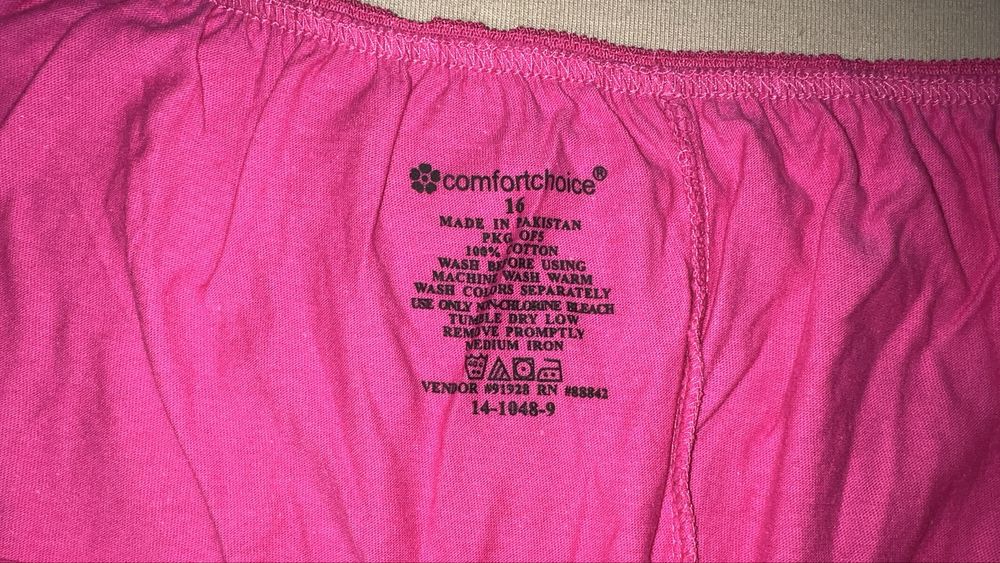 comfortchoice®
16
MADE IN PAKISTAN
PKG OF5
100% COTTON
WASH BEFORE USING
MACHINE WASH WARM
WASH COLORS SEPARATELY
USE ONLY NON-CHLORINE BLEACH
TUMBLE DRY LOW
REMOVE PROMPTLY
MEDIUM IRON
VENDOR #91928 RN #88842
14-1048-9